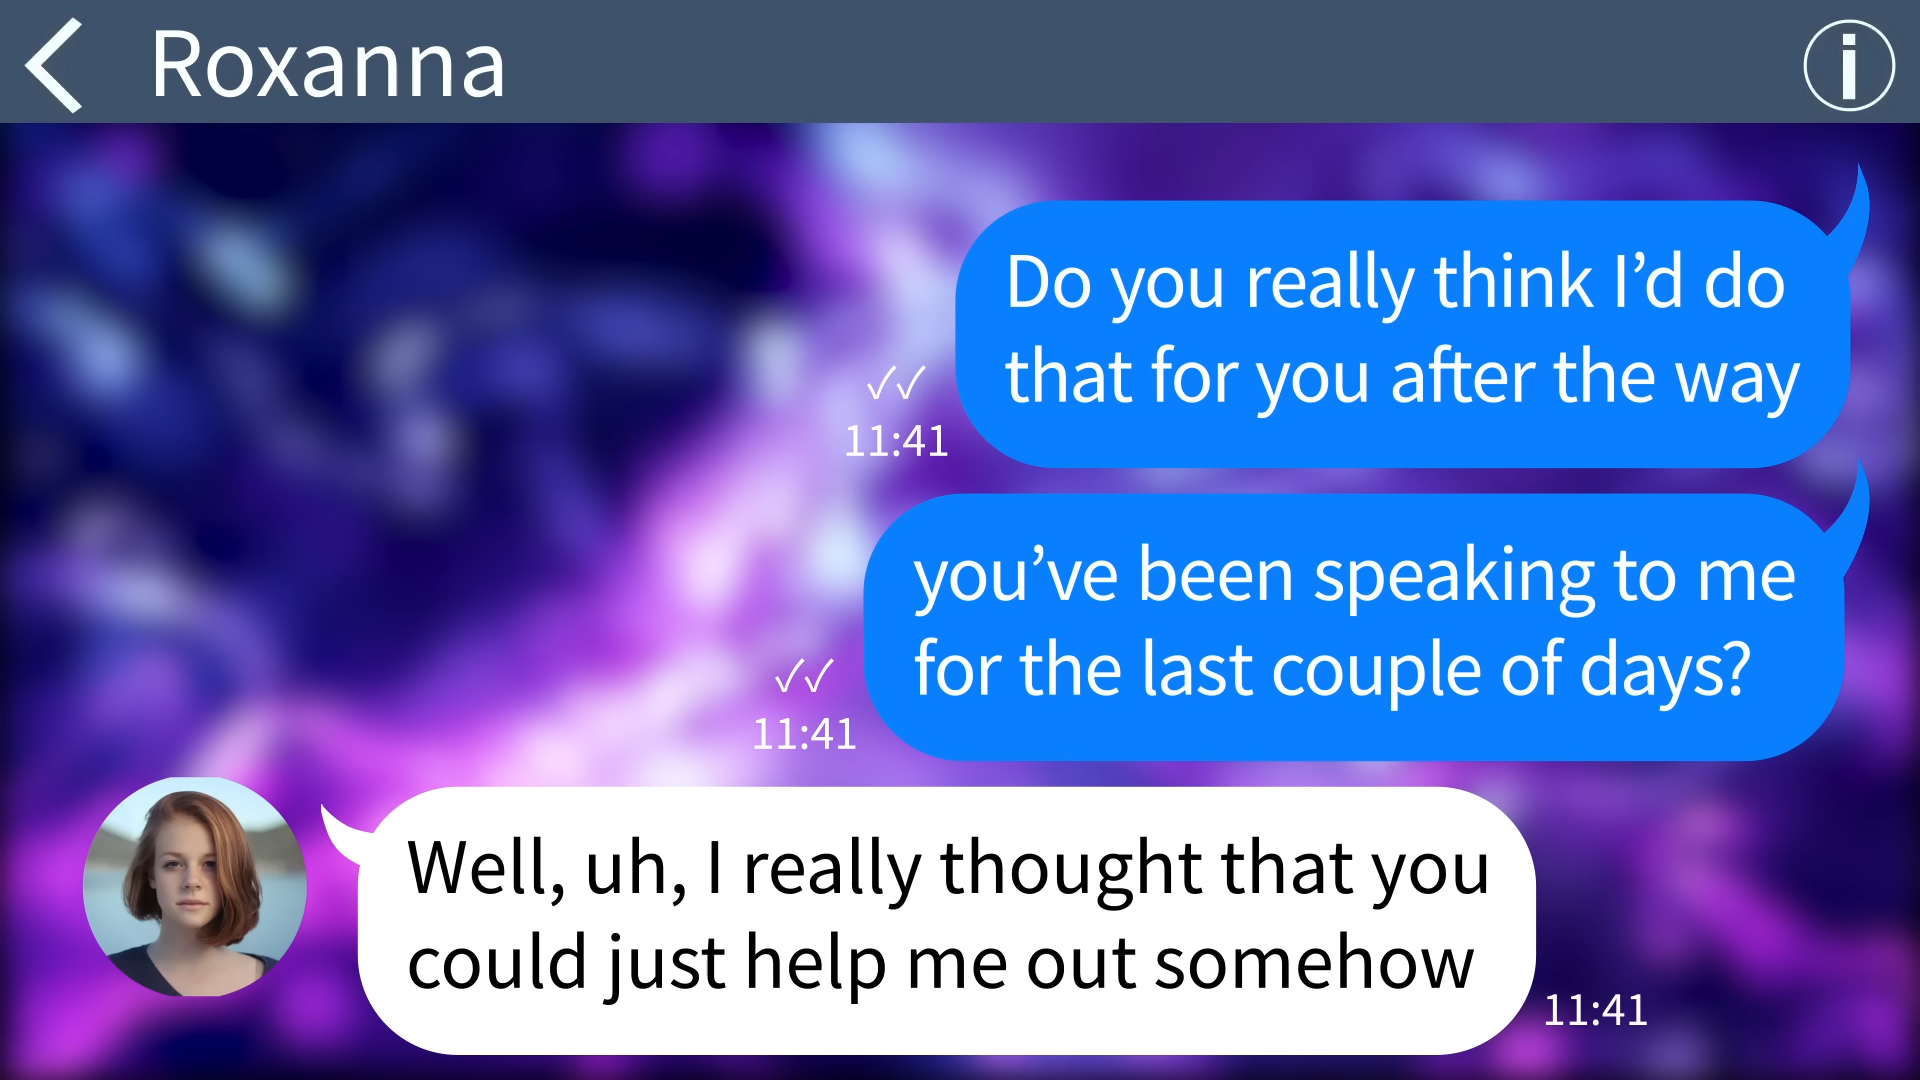 Roxanna
Do you really think I’d do
that for you after the way
✓✓
11:41
you’ve been speaking to me
for the last couple of days?
✓✓
11:41
Well, uh, I really thought that you
could just help me out somehow
11:41